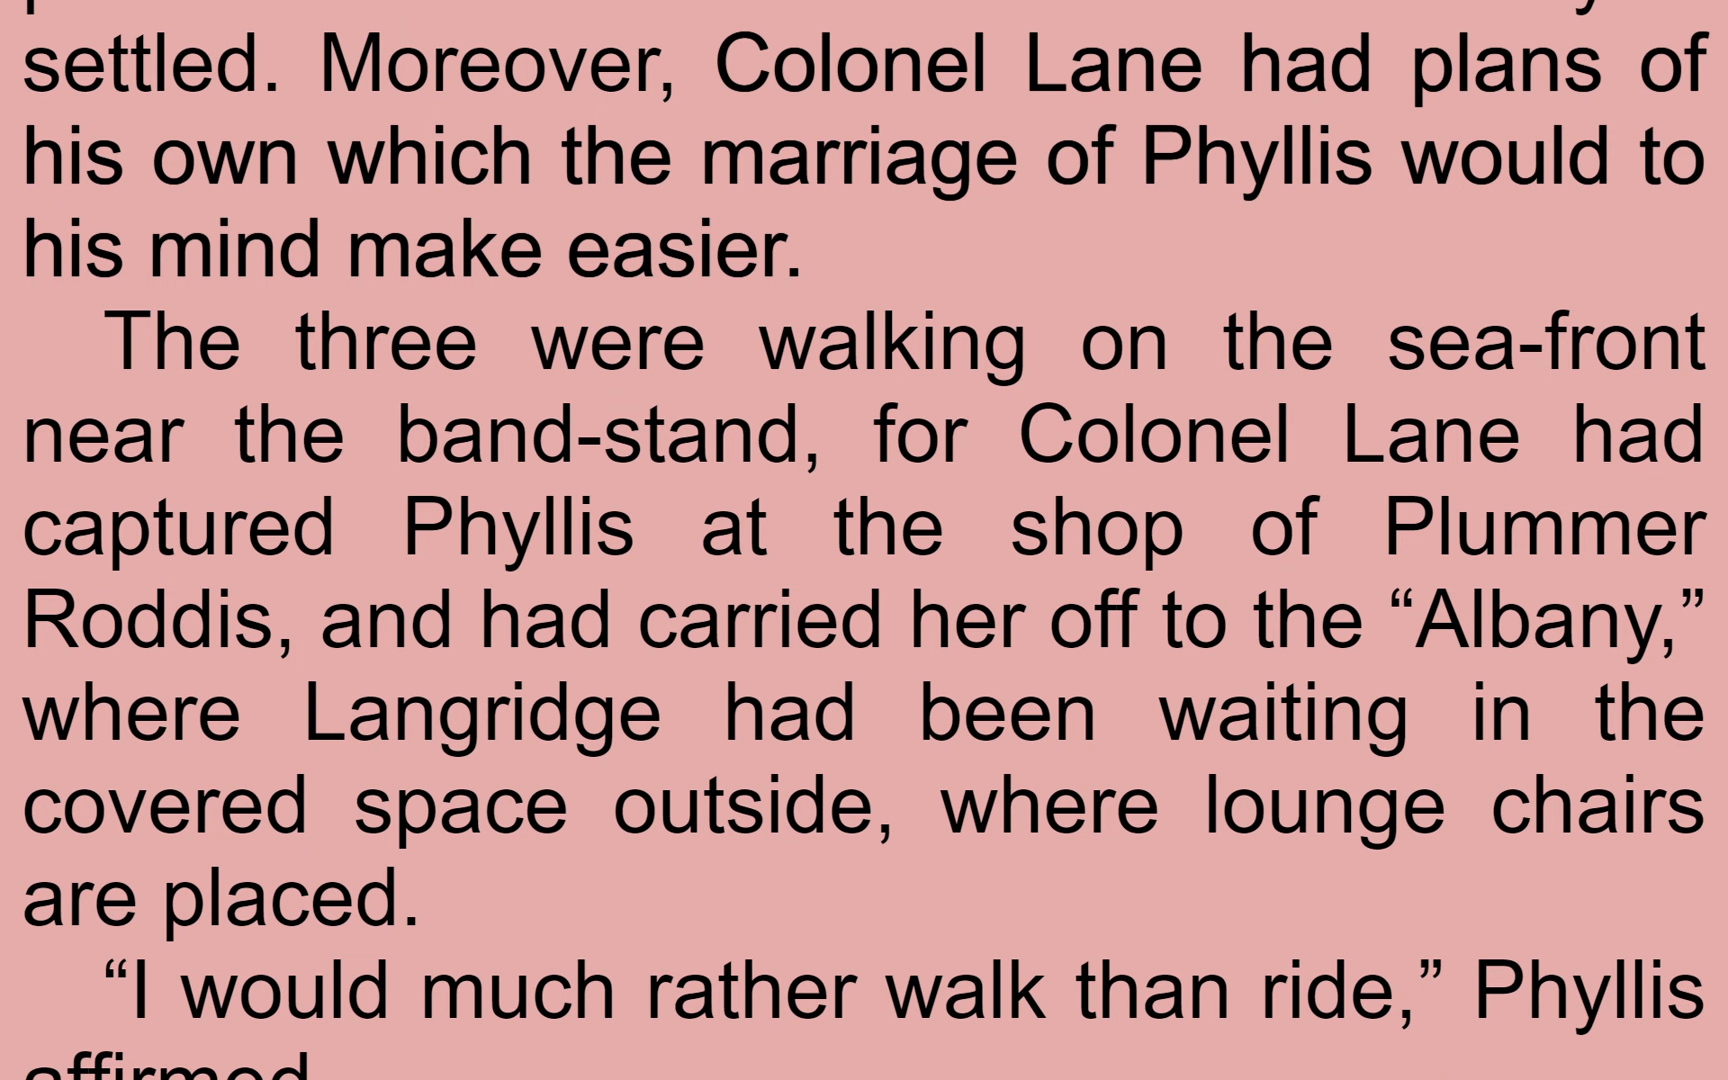 settled. Moreover, Colonel Lane had plans of
his own which the marriage of Phyllis would to
his mind make easier.
The three were walking on the sea-front
near the band-stand, for Colonel Lane had
captured Phyllis at the shop of Plummer
Roddis, and had carried her off to the “Albany,”
where Langridge had been waiting in the
covered space outside, where lounge chairs
are placed.
“I would much rather walk than ride,” Phyllis
affirmed.